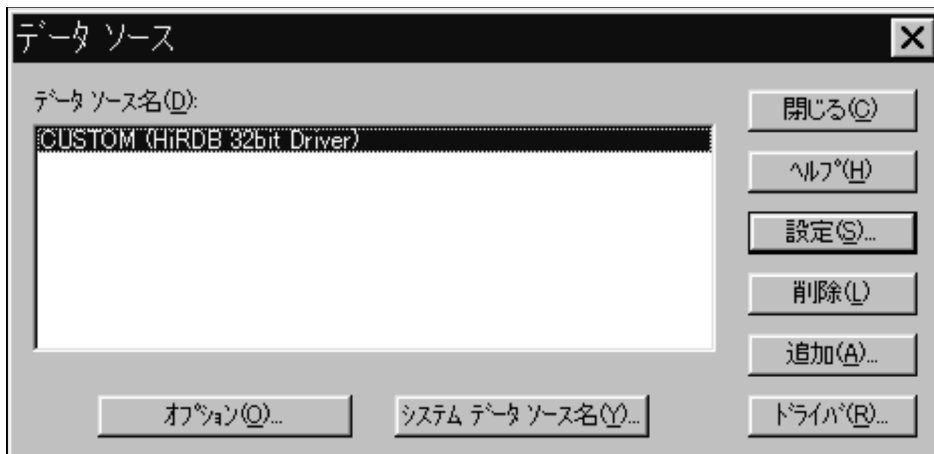 データ ソース
データ ソース名(D):
CUSTOM (HiRDB 32bit Driver)
閉じる(C)
ヘルプ(H)
設定(S)...
削除(L)
追加(A)...
オプション(O)...
システム データ ソース名(Y)...
ドライバ(R)...